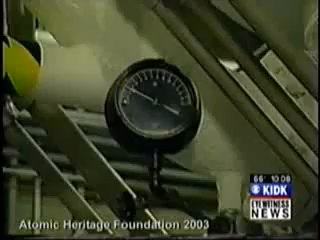 66° 10:08
KIDK
EYEWITNESS
NEWS
Atomic Heritage Foundation 2003